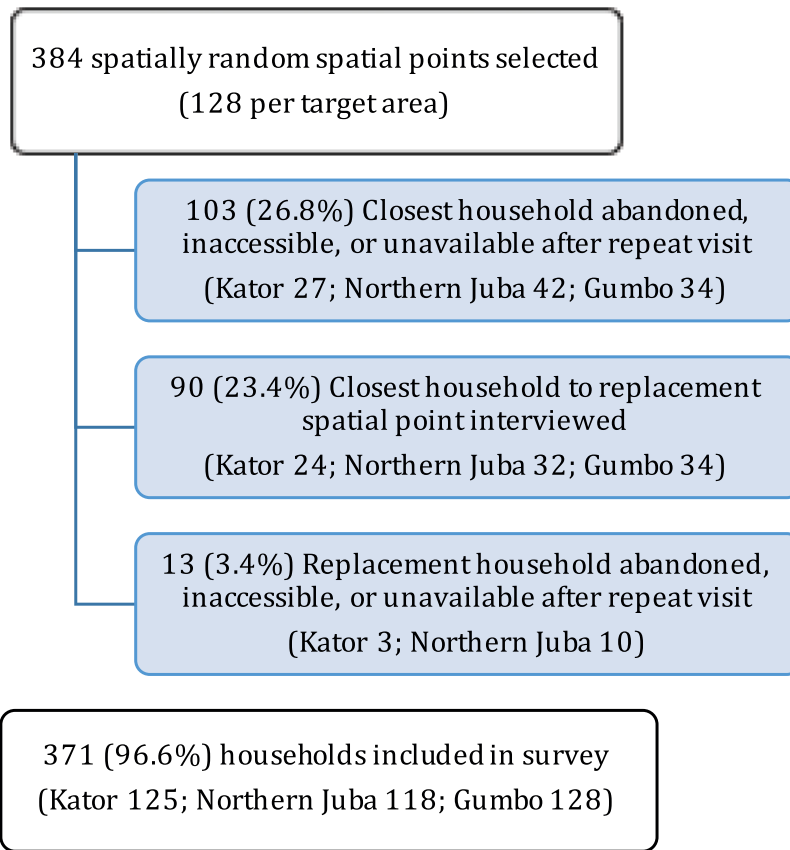 384 spatially random spatial points selected
(128 per target area)
103 (26.8%) Closest household abandoned,
inaccessible, or unavailable after repeat visit
(Kator 27; Northern Juba 42; Gumbo 34)
90 (23.4%) Closest household to replacement
spatial point interviewed
(Kator 24; Northern Juba 32; Gumbo 34)
13 (3.4%) Replacement household abandoned,
inaccessible, or unavailable after repeat visit
(Kator 3; Northern Juba 10)
371 (96.6%) households included in survey
(Kator 125; Northern Juba 118; Gumbo 128)